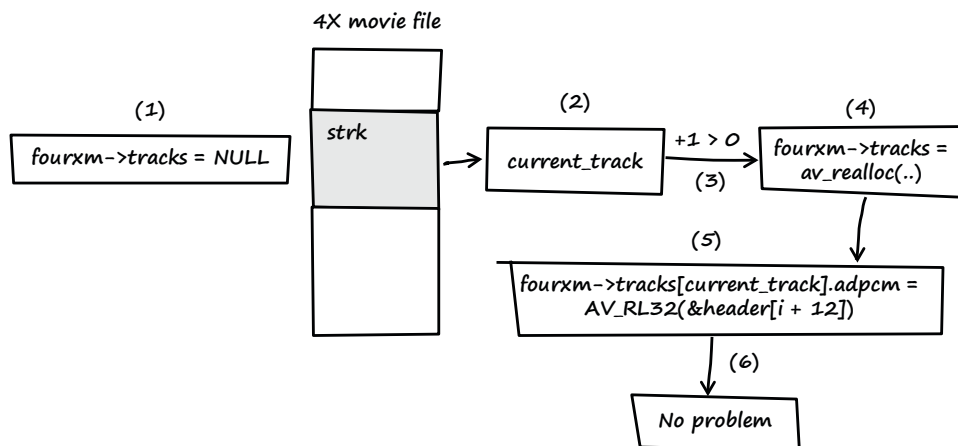 4X movie file
(1)
fourxm->tracks = NULL
strk
(2)
current_track
+1 > 0
(3)
(4)
fourxm->tracks =
av_realloc(..)
(5)
fourxm->tracks[current_track].adpcm =
AV_RL32(&header[i + 12])
(6)
No problem